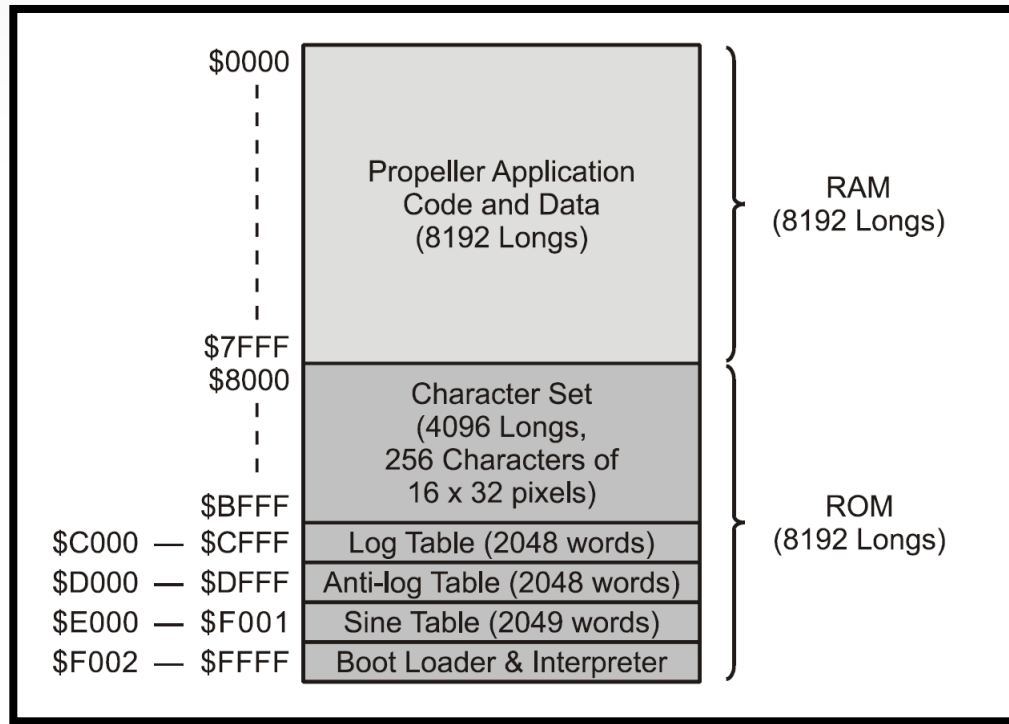 $0000
Propeller Application
Code and Data
(8192 Longs)
RAM
(8192 Longs)
$7FFF
$8000
Character Set
(4096 Longs,
256 Characters of
16 x 32 pixels)
$BFFF
ROM
(8192 Longs)
$C000 — $CFFF Log Table (2048 words)
$D000 — $DFFF Anti-log Table (2048 words)
$E000 — $F001 Sine Table (2049 words)
$F002 — $FFFF Boot Loader & Interpreter